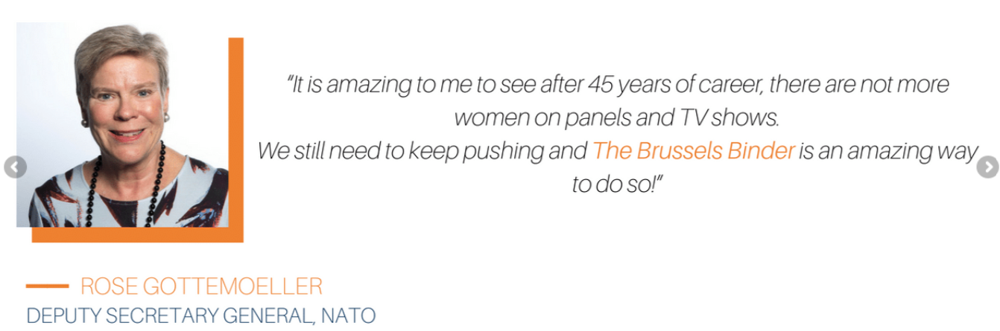 “It is amazing to me to see after 45 years of career, there are not more
women on panels and TV shows.
We still need to keep pushing and The Brussels Binder is an amazing way
to do so!”
ROSE GOTTEMOELLER
DEPUTY SECRETARY GENERAL, NATO